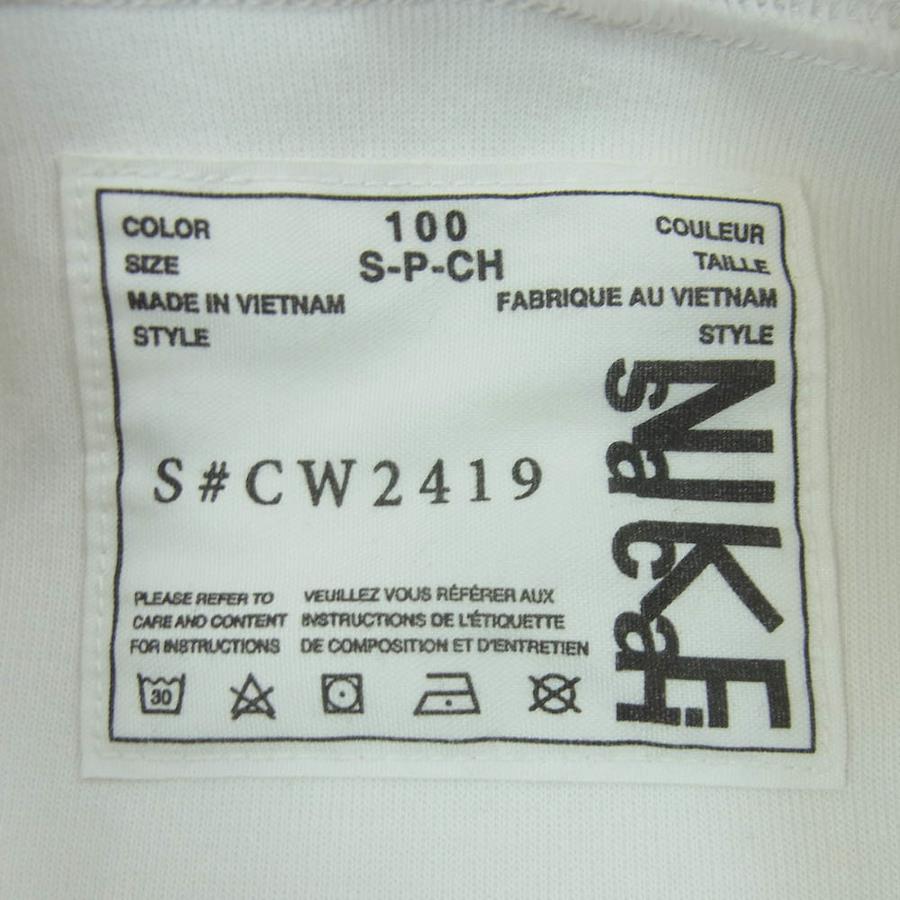 COLOR 100 COULEUR
SIZE S-P-CH TAILLE
MADE IN VIETNAM FABRIQUE AU VIETNAM
STYLE STYLE
S#CW2419
NIKE
sacai
PLEASE REFER TO
CARE AND CONTENT
FOR INSTRUCTIONS
VEUILLEZ VOUS RÉFÉRER AUX
INSTRUCTIONS DE L'ÉTIQUETTE
DE COMPOSITION ET D'ENTRETIEN
30